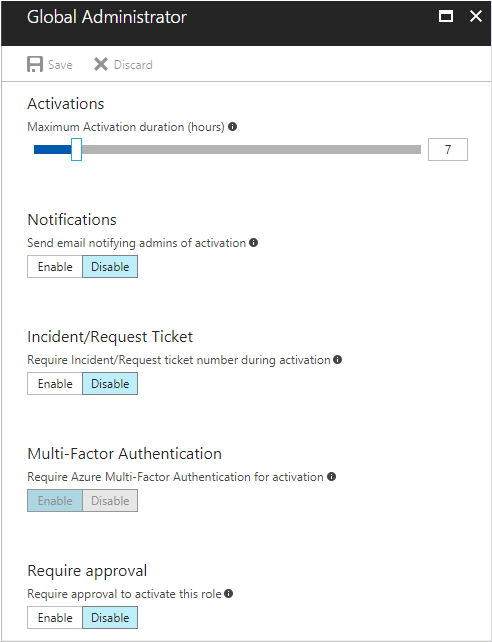 Global Administrator
Save Discard
Activations
Maximum Activation duration (hours)
7
Notifications
Send email notifying admins of activation
Enable Disable
Incident/Request Ticket
Require Incident/Request ticket number during activation
Enable Disable
Multi-Factor Authentication
Require Azure Multi-Factor Authentication for activation
Enable Disable
Require approval
Require approval to activate this role
Enable Disable